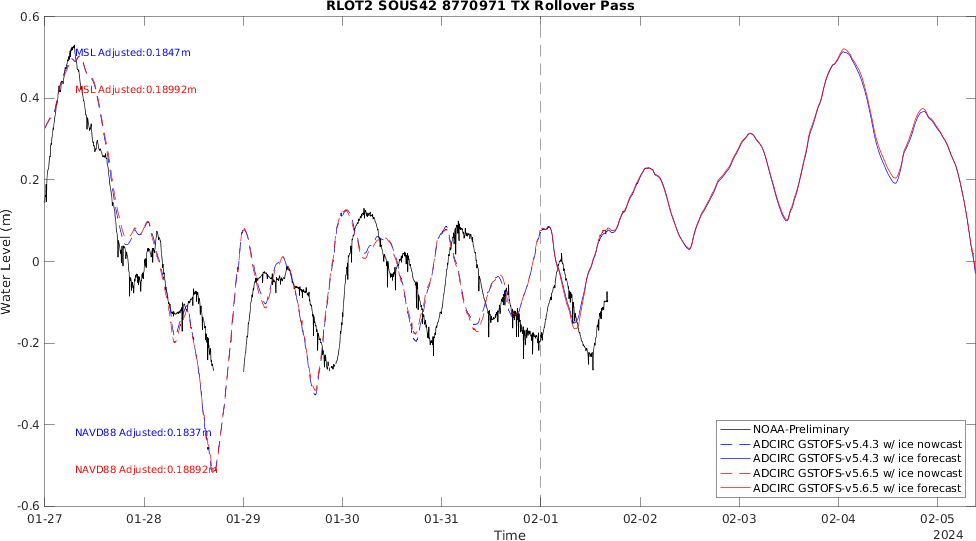 RLOT2 SOUS42 8770971 TX Rollover Pass
0.6
0.4
0.2
0
-0.2
-0.4
-0.6
Water Level (m)
MSL Adjusted:0.1847m
MSL Adjusted:0.18992m
NAVD88 Adjusted:0.1837m
NAVD88 Adjusted:0.18892m
NOAA-Preliminary
ADCIRC GSTOFS-v5.4.3 w/ ice nowcast
ADCIRC GSTOFS-v5.4.3 w/ ice forecast
ADCIRC GSTOFS-v5.6.5 w/ ice nowcast
ADCIRC GSTOFS-v5.6.5 w/ ice forecast
01-27 01-28 01-29 01-30 01-31 02-01 02-02 02-03 02-04 02-05
Time
2024